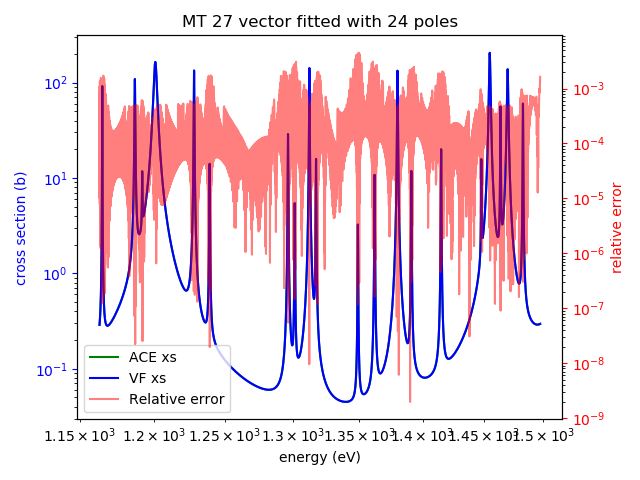 MT 27 vector fitted with 24 poles
10²
10¹
10⁰
10⁻¹
cross section (b)
10⁻³
10⁻⁴
10⁻⁵
10⁻⁶
10⁻⁷
10⁻⁸
10⁻⁹
relative error
ACE xs
VF xs
Relative error
1.15 × 10³ 1.2 × 10³ 1.25 × 10³ 1.3 × 10³ 1.35 × 10³ 1.4 × 10³ 1.45 × 10³ 1.5 × 10³
energy (eV)